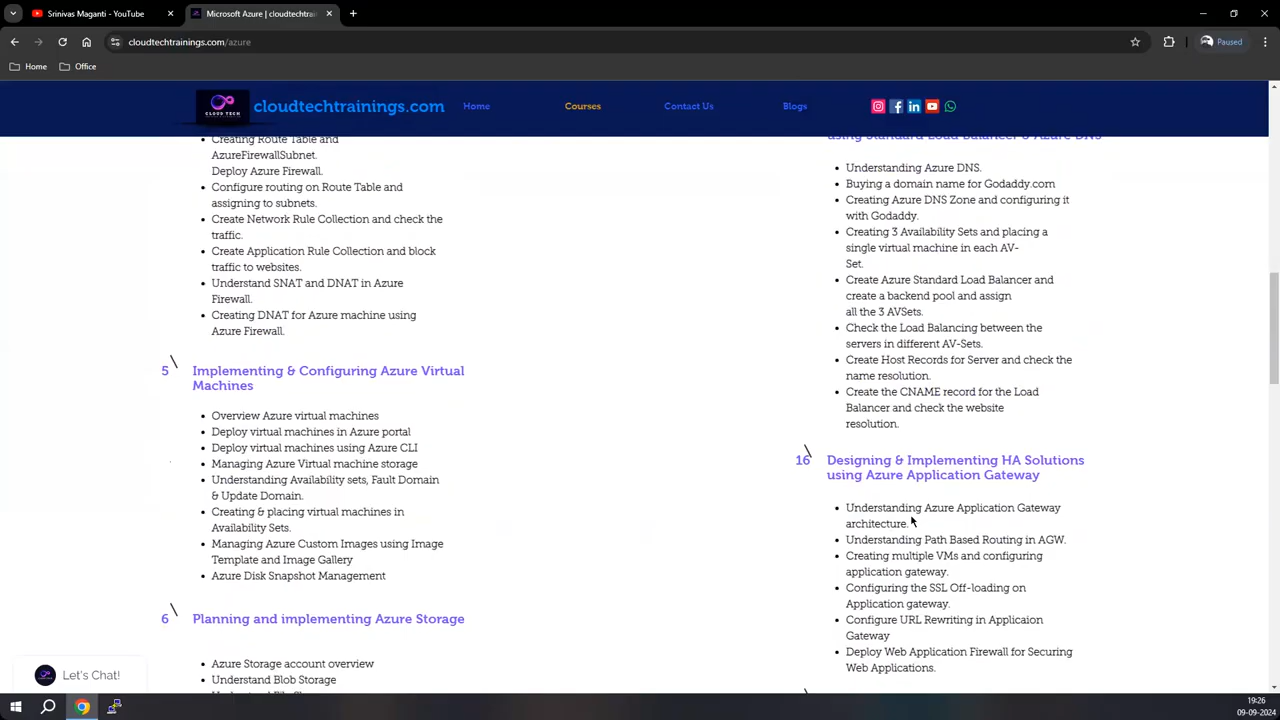 Srinivas Maganti - YouTube
Microsoft Azure | cloudtechtrai
cloudtechtrainings.com/azure
Paused
Home
Office
CLOUD TECH
cloudtechtrainings.com
Home
Courses
Contact Us
Blogs
Creating Route Table and
AzureFirewallSubnet.
Deploy Azure Firewall.
Configure routing on Route Table and
assigning to subnets.
Create Network Rule Collection and check the
traffic.
Create Application Rule Collection and block
traffic to websites.
Understand SNAT and DNAT in Azure
Firewall.
Creating DNAT for Azure machine using
Azure Firewall.
5 Implementing & Configuring Azure Virtual
Machines
Overview Azure virtual machines
Deploy virtual machines in Azure portal
Deploy virtual machines using Azure CLI
Managing Azure Virtual machine storage
Understanding Availability sets, Fault Domain
& Update Domain.
Creating & placing virtual machines in
Availability Sets.
Managing Azure Custom Images using Image
Template and Image Gallery
Azure Disk Snapshot Management
6 Planning and implementing Azure Storage
Azure Storage account overview
Understand Blob Storage
using Standard Load Balancer & Azure DNS
Understanding Azure DNS.
Buying a domain name for Godaddy.com
Creating Azure DNS Zone and configuring it
with Godaddy.
Creating 3 Availability Sets and placing a
single virtual machine in each AV-
Set.
Create Azure Standard Load Balancer and
create a backend pool and assign
all the 3 AVSets.
Check the Load Balancing between the
servers in different AV-Sets.
Create Host Records for Server and check the
name resolution.
Create the CNAME record for the Load
Balancer and check the website
resolution.
16 Designing & Implementing HA Solutions
using Azure Application Gateway
Understanding Azure Application Gateway
architecture.
Understanding Path Based Routing in AGW.
Creating multiple VMs and configuring
application gateway.
Configuring the SSL Off-loading on
Application gateway.
Configure URL Rewriting in Applicaion
Gateway
Deploy Web Application Firewall for Securing
Web Applications.
Let's Chat!
19:26
09-09-2024